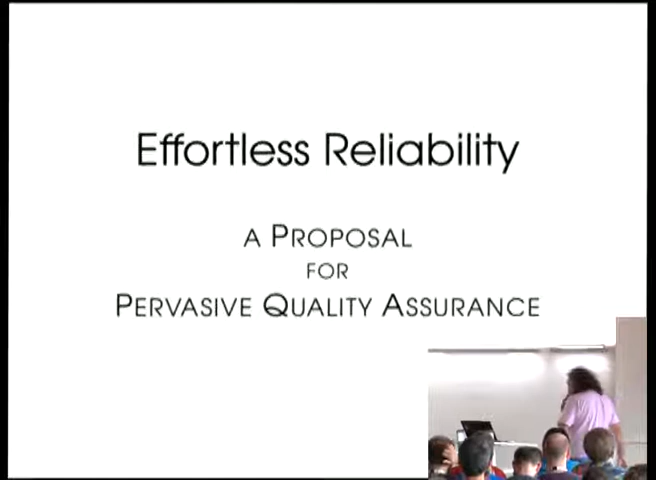 Effortless Reliability
A PROPOSAL
FOR
PERVASIVE QUALITY ASSURANCE